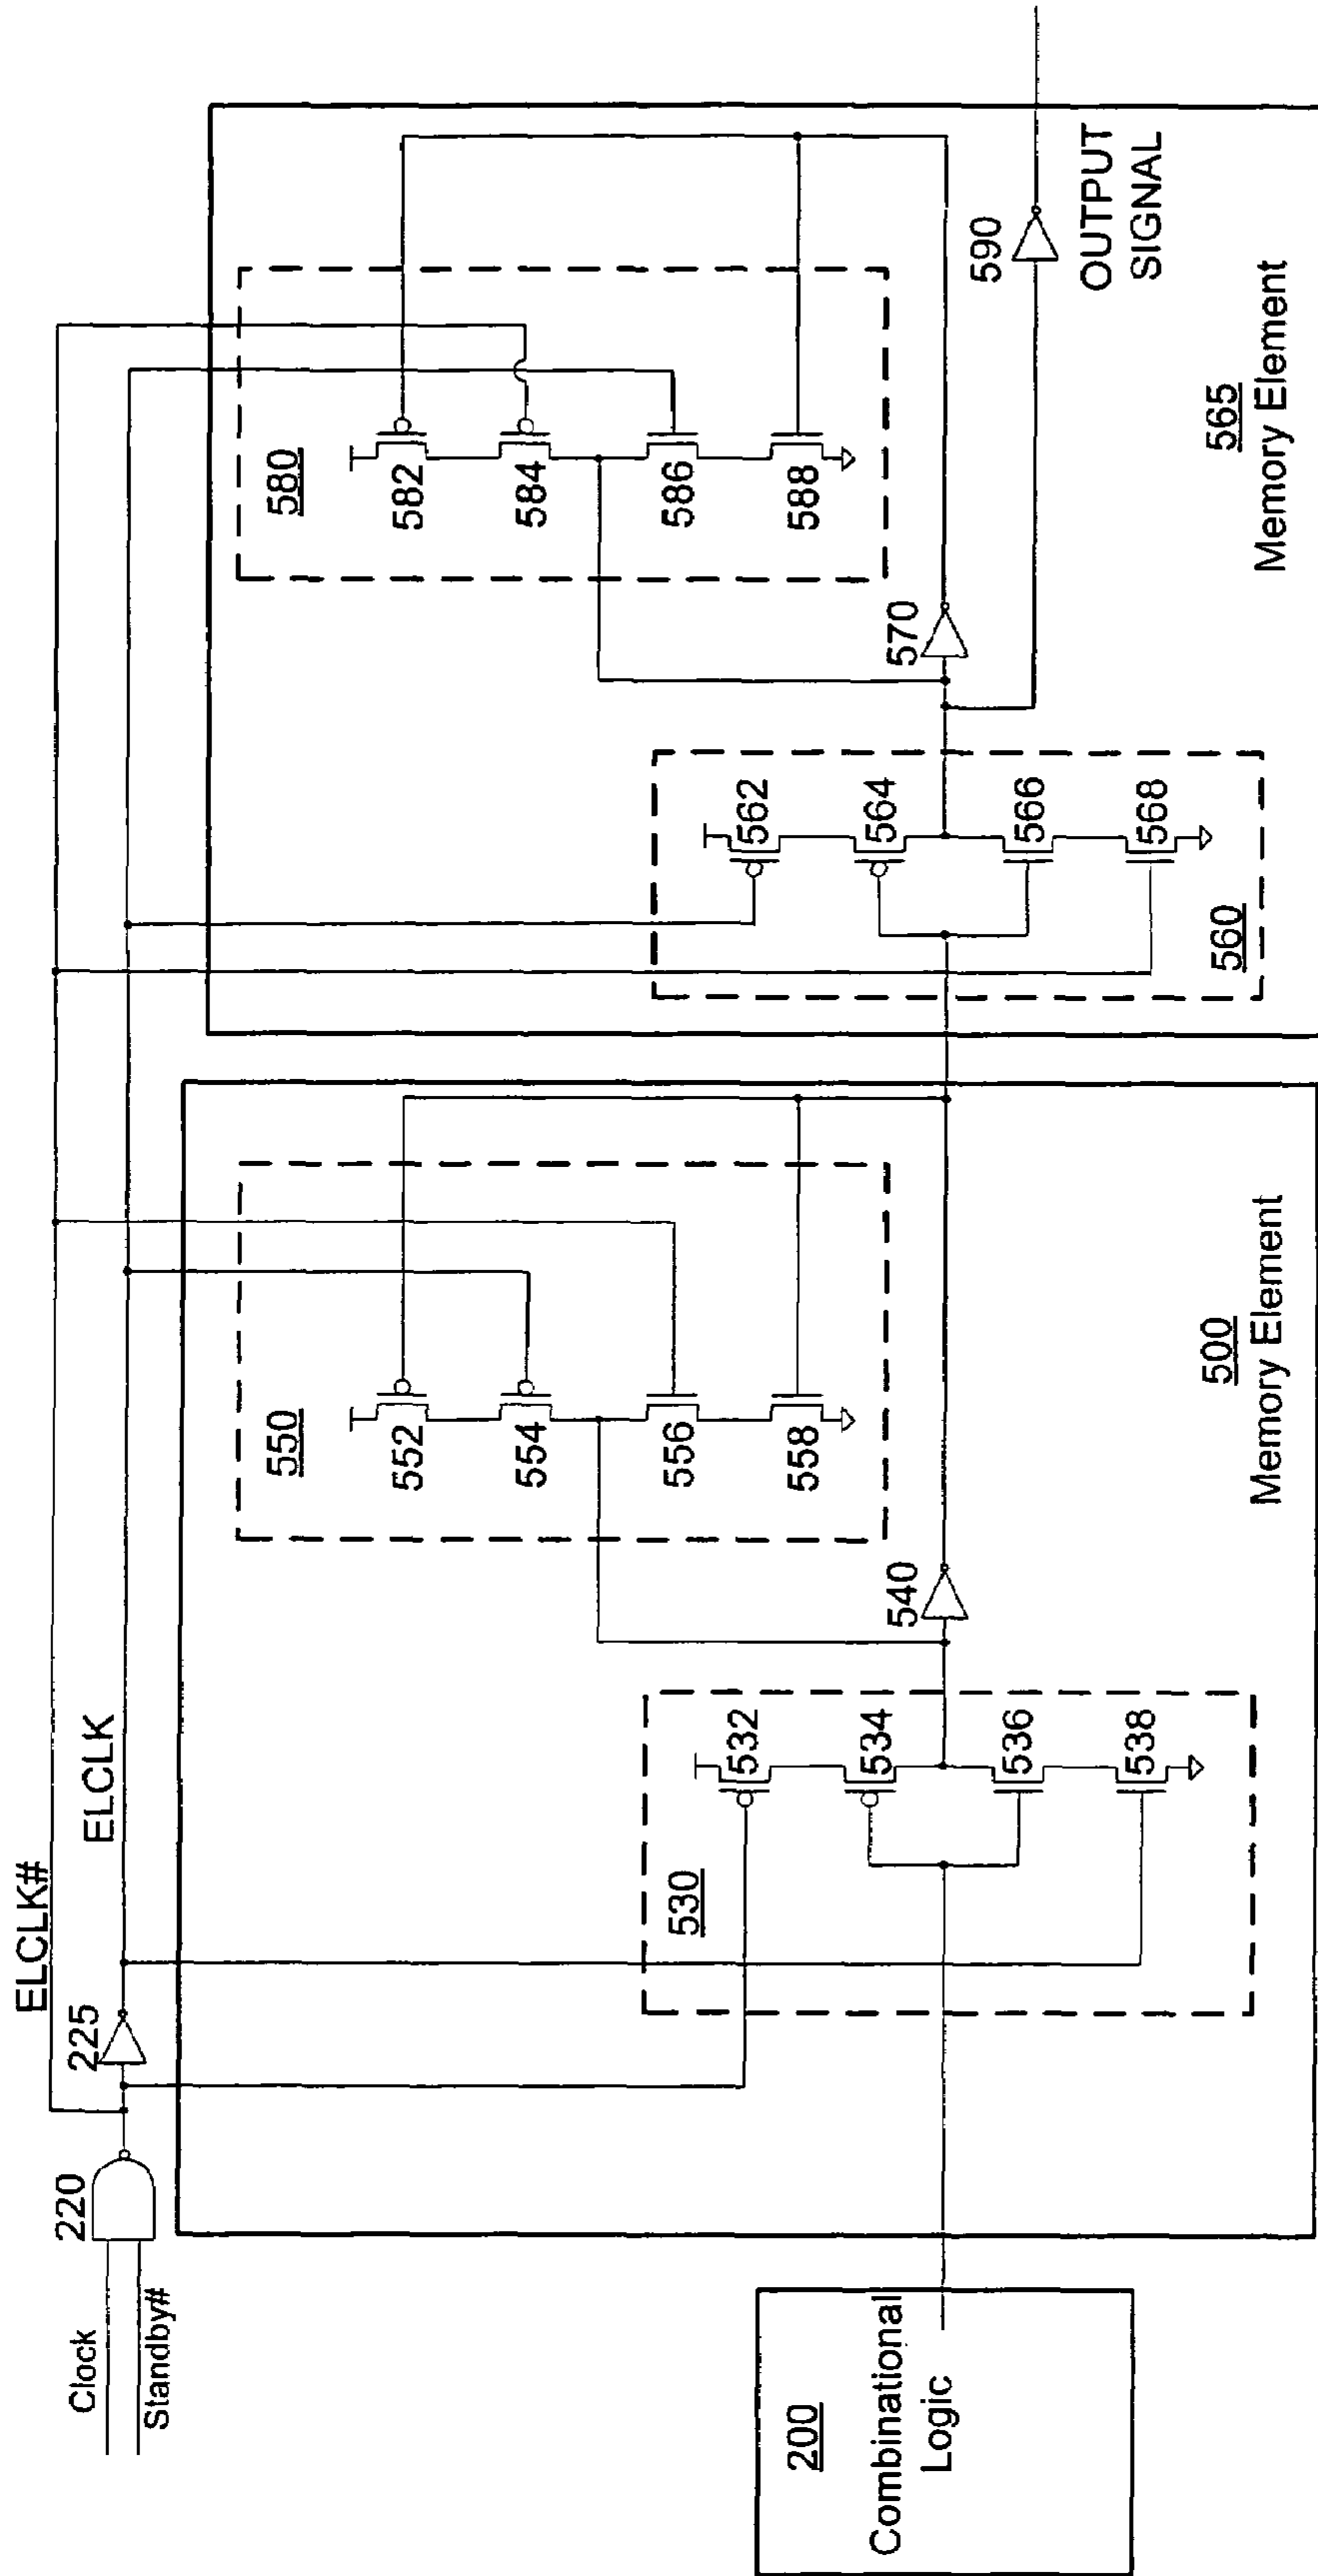 Clock
Standby#
220
225
ELCLK#
ELCLK
200
Combinational
Logic
530
532
534
536
538
540
550
552
554
556
558
500
Memory Element
560
562
564
566
568
570
580
582
584
586
588
590
OUTPUT
SIGNAL
565
Memory Element